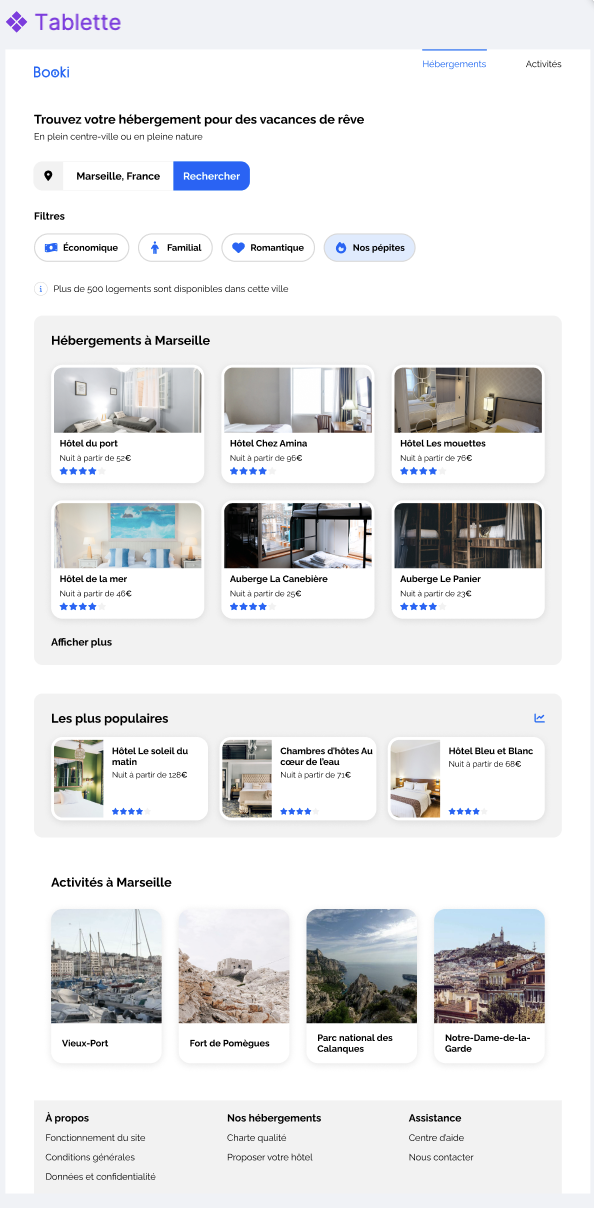 Tablette
Booki
Hébergements
Activités
Trouvez votre hébergement pour des vacances de rêve
En plein centre-ville ou en pleine nature
Marseille, France
Rechercher
Filtres
Économique
Familial
Romantique
Nos pépites
Plus de 500 logements sont disponibles dans cette ville
Hébergements à Marseille
Hôtel du port
Nuit à partir de 52€
Hôtel Chez Amina
Nuit à partir de 96€
Hôtel Les mouettes
Nuit à partir de 76€
Hôtel de la mer
Nuit à partir de 46€
Auberge La Canebière
Nuit à partir de 25€
Auberge Le Panier
Nuit à partir de 23€
Afficher plus
Les plus populaires
Hôtel Le soleil du
matin
Nuit à partir de 128€
Chambres d'hôtes Au
cœur de l'eau
Nuit à partir de 71€
Hôtel Bleu et Blanc
Nuit à partir de 68€
Activités à Marseille
Vieux-Port
Fort de Pomègues
Parc national des
Calanques
Notre-Dame-de-la-
Garde
À propos
Fonctionnement du site
Conditions générales
Données et confidentialité
Nos hébergements
Charte qualité
Proposer votre hôtel
Assistance
Centre d'aide
Nous contacter